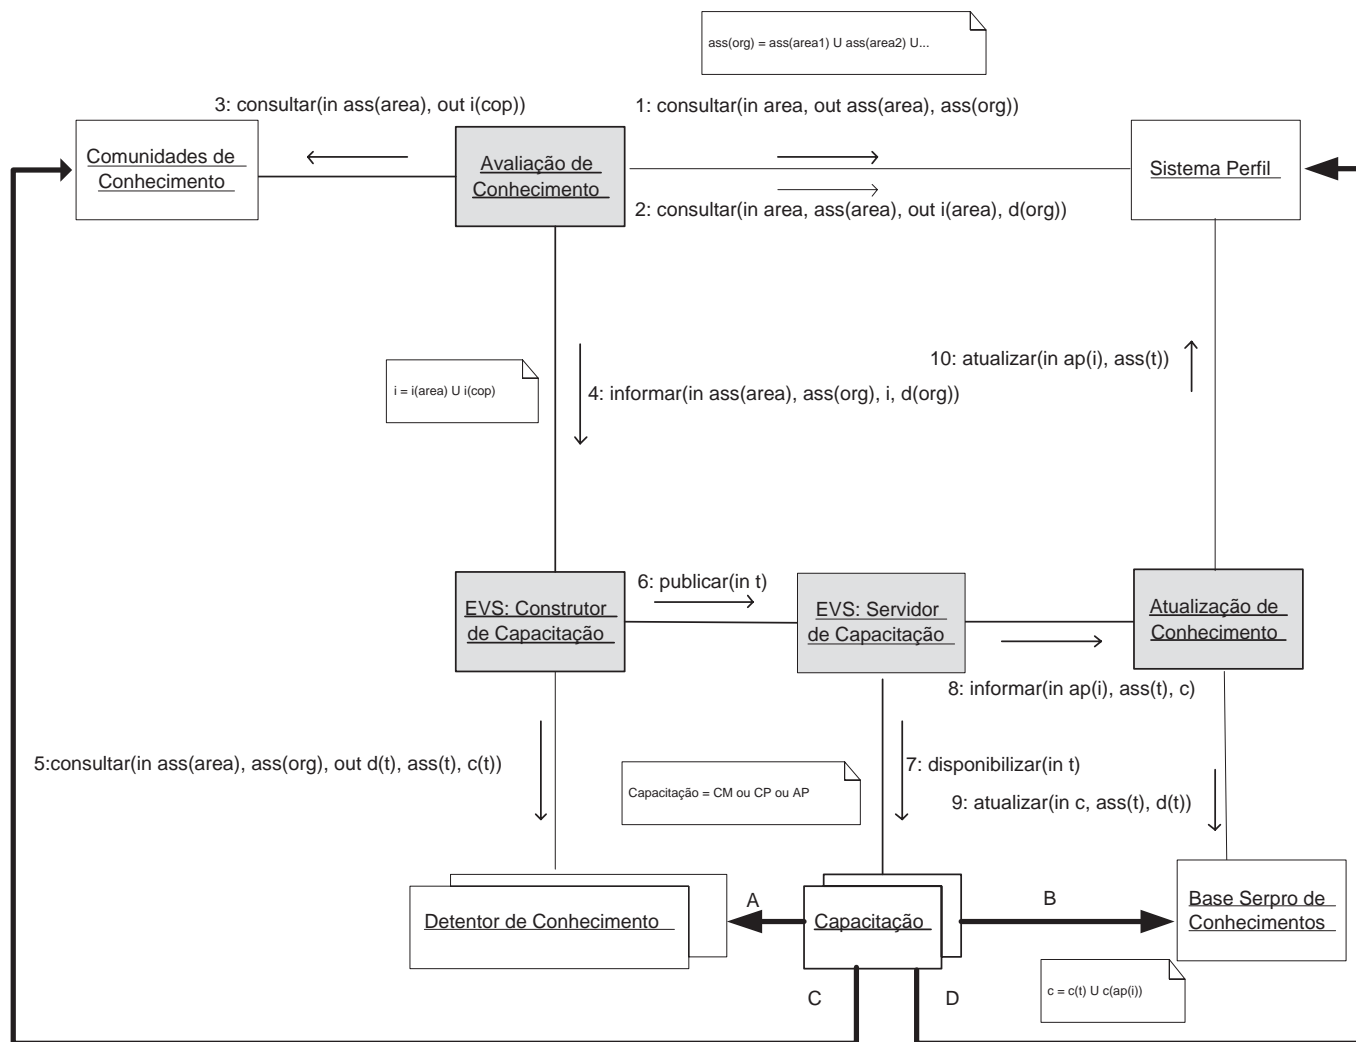 ass(org) = ass(area1) U ass(area2) U...
3: consultar(in ass(area), out i(cop))
1: consultar(in area, out ass(area), ass(org))
Comunidades de
Conhecimento
Avaliação de
Conhecimento
Sistema Perfil
2: consultar(in area, ass(area), out i(area), d(org))
i = i(area) U i(cop)
4: informar(in ass(area), ass(org), i, d(org))
10: atualizar(in ap(i), ass(t))
EVS: Construtor
de Capacitação
6: publicar(in t)
EVS: Servidor
de Capacitação
Atualização de
Conhecimento
8: informar(in ap(i), ass(t), c)
5:consultar(in ass(area), ass(org), out d(t), ass(t), c(t))
Capacitação = CM ou CP ou AP
7: disponibilizar(in t)
9: atualizar(in c, ass(t), d(t))
Detentor de Conhecimento
A
Capacitação
B
Base Serpro de
Conhecimentos
C
D
c = c(t) U c(ap(i))